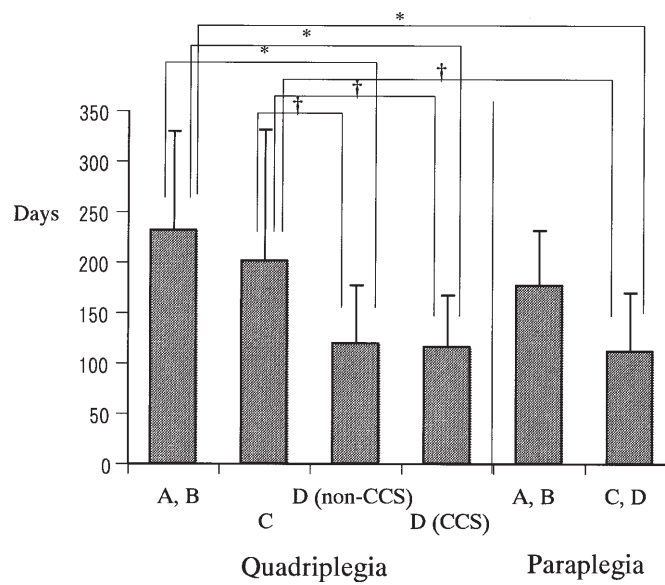 *
*
*
†
†
†
350
300
Days
250
200
150
100
50
0
A, B
C
D (non-CCS)
D (CCS)
A, B
C, D
Quadriplegia
Paraplegia